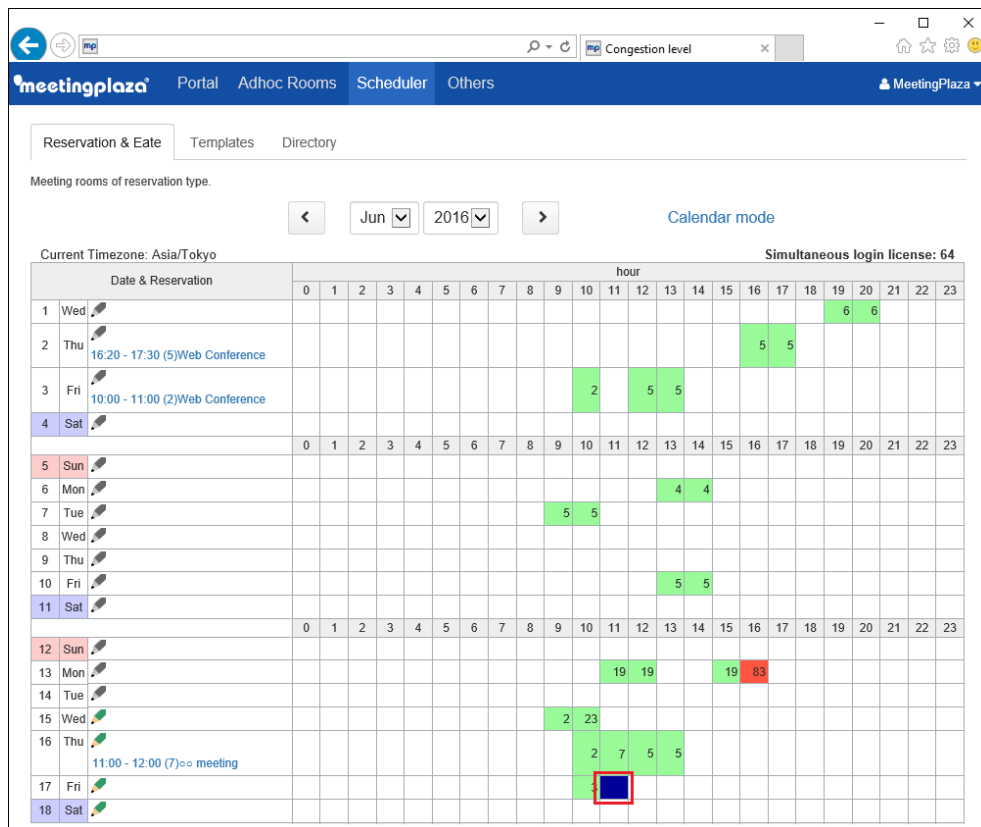 mp
mp Congestion level ×
meetingplaza Portal Adhoc Rooms Scheduler Others MeetingPlaza
Reservation & Eate Templates Directory
Meeting rooms of reservation type.
Jun 2016 Calendar mode
Current Timezone: Asia/Tokyo Simultaneous login license: 64
Date & Reservation hour
0 1 2 3 4 5 6 7 8 9 10 11 12 13 14 15 16 17 18 19 20 21 22 23
1 Wed 6 6
2 Thu 5 5
16:20 - 17:30 (5)Web Conference
3 Fri 2 5 5
10:00 - 11:00 (2)Web Conference
4 Sat
0 1 2 3 4 5 6 7 8 9 10 11 12 13 14 15 16 17 18 19 20 21 22 23
5 Sun
6 Mon 4 4
7 Tue 5 5
8 Wed
9 Thu
10 Fri 5 5
11 Sat
0 1 2 3 4 5 6 7 8 9 10 11 12 13 14 15 16 17 18 19 20 21 22 23
12 Sun
13 Mon 19 19 19 83
14 Tue
15 Wed 2 23
16 Thu 2 7 5 5
11:00 - 12:00 (7)○○ meeting
17 Fri 3
18 Sat